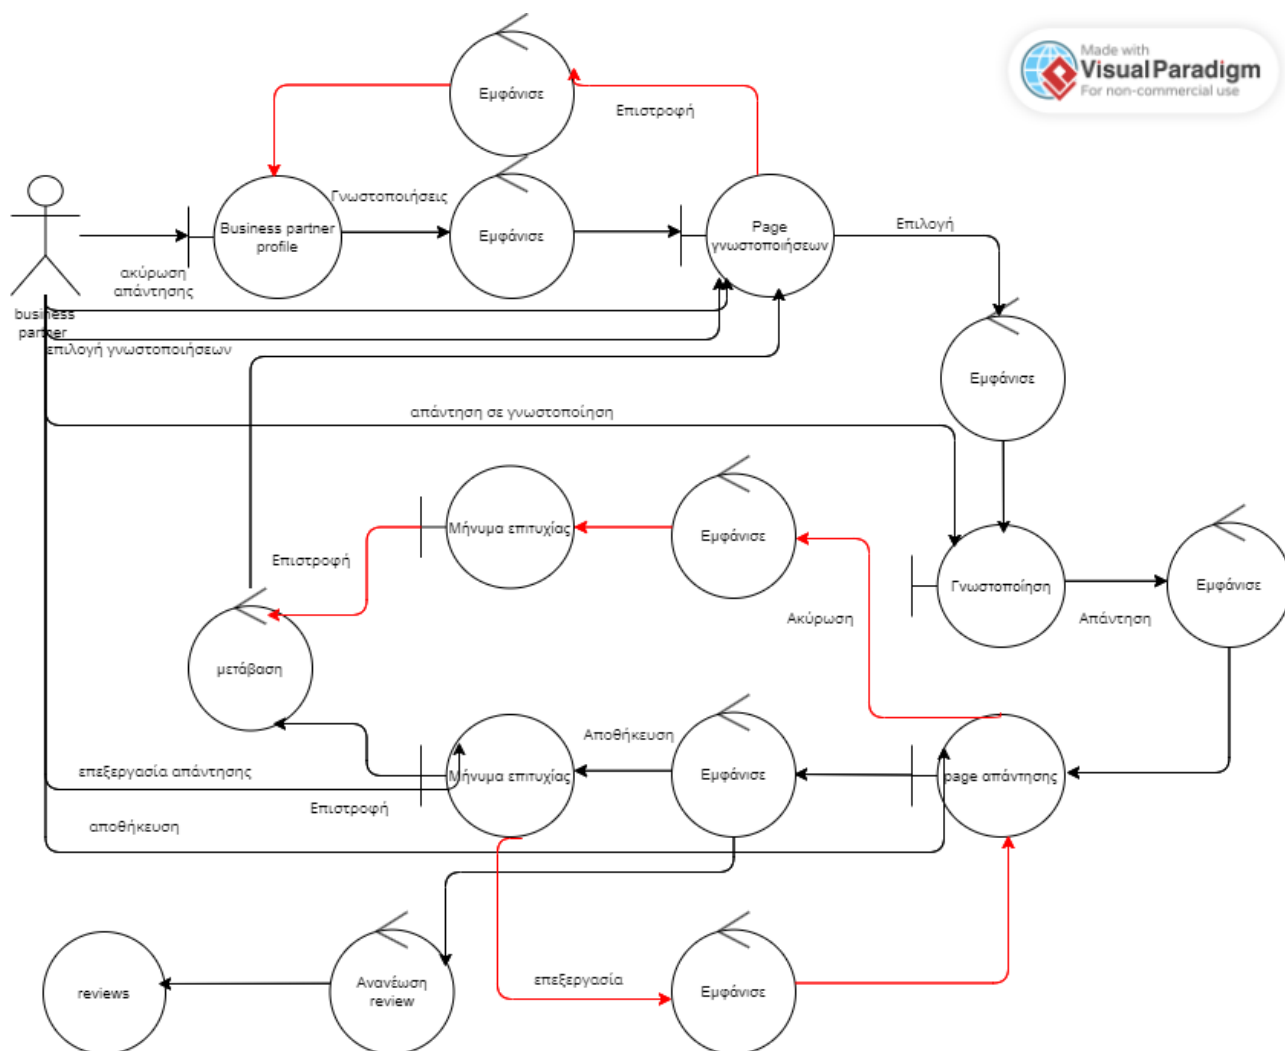 Made with
Visual Paradigm
For non-commercial use
Εμφάνισε
Επιστροφή
Business partner
profile
Γνωστοποιήσεις
Εμφάνισε
Page
γνωστοποιήσεων
Επιλογή
ακύρωση
απάντησης
business
partner
επιλογή γνωστοποιήσεων
Εμφάνισε
απάντηση σε γνωστοποίηση
Μήνυμα επιτυχίας
Εμφάνισε
Επιστροφή
Γνωστοποίηση
Εμφάνισε
Ακύρωση
Απάντηση
μετάβαση
Αποθήκευση
επεξεργασία απάντησης
Μήνυμα επιτυχίας
Εμφάνισε
page απάντησης
Επιστροφή
αποθήκευση
επεξεργασία
reviews
Ανανέωση
review
Εμφάνισε